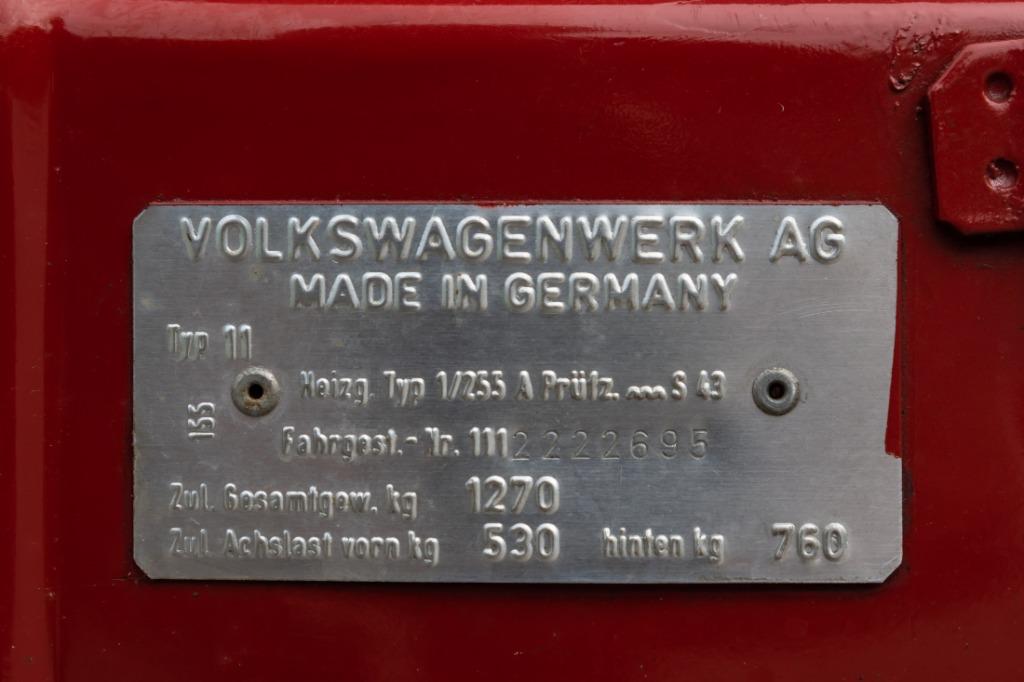 VOLKSWAGENWERK AG
MADE IN GERMANY
Typ 11
Heizg. Typ 1/255 A Prüfz. ﹏ S 43
155
Fahrgest.-Nr. 1112222695
Zul. Gesamtgew. kg 1270
Zul. Achslast vorn kg 530 hinten kg 760